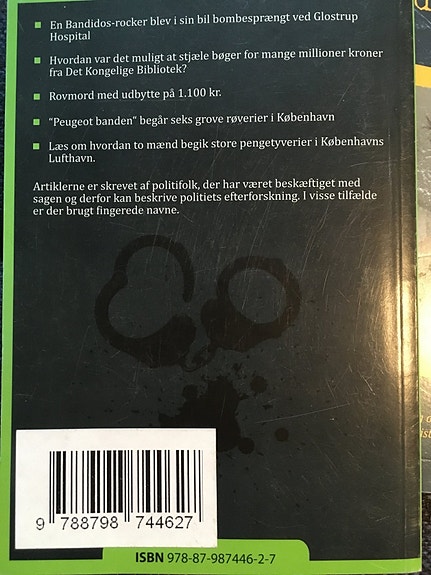 ▪ En Bandidos-rocker blev i sin bil bombesprængt ved Glostrup
Hospital
▪ Hvordan var det muligt at stjæle bøger for mange millioner kroner
fra Det Kongelige Bibliotek?
▪ Rovmord med udbytte på 1.100 kr.
▪ "Peugeot banden" begår seks grove røverier i København
▪ Læs om hvordan to mænd begik store pengetyverier i Københavns
Lufthavn.
Artiklerne er skrevet af politifolk, der har været beskæftiget med
sagen og derfor kan beskrive politiets efterforskning. I visse tilfælde
er der brugt fingerede navne.
9 788798 744627
ISBN 978-87-987446-2-7